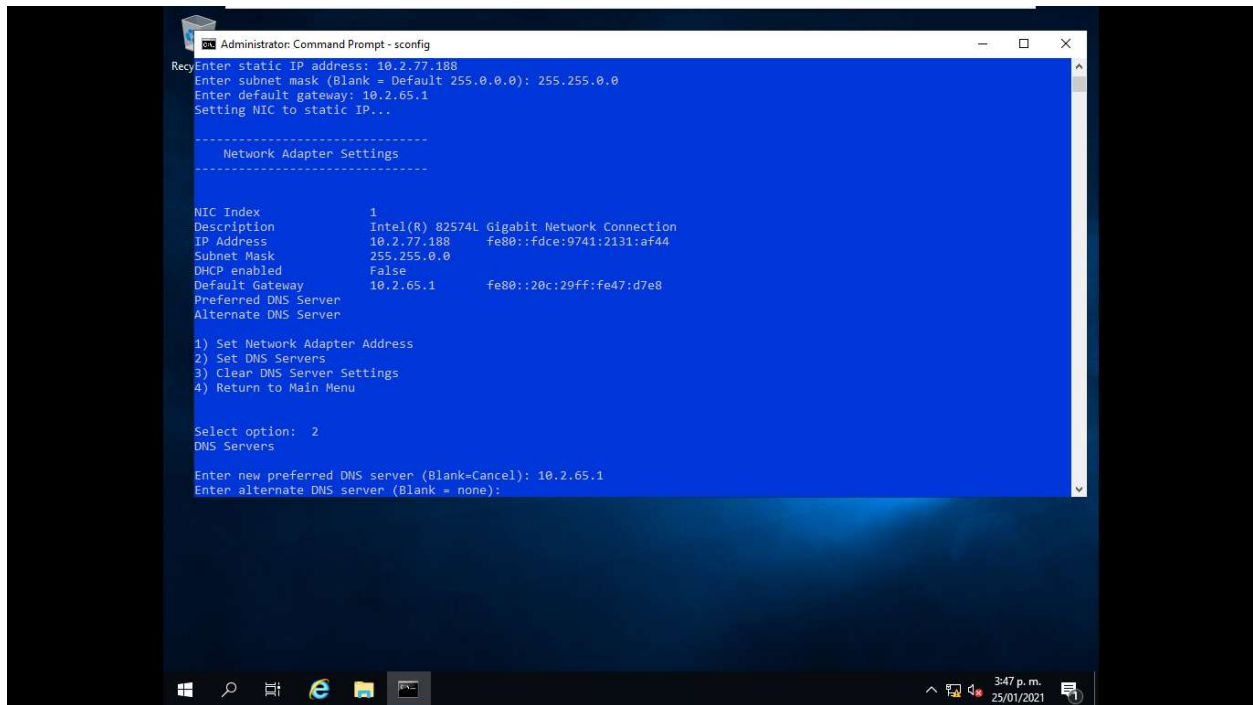 Administrator: Command Prompt - sconfig
Recy
Enter static IP address: 10.2.77.188
Enter subnet mask (Blank = Default 255.0.0.0): 255.255.0.0
Enter default gateway: 10.2.65.1
Setting NIC to static IP...
--------------------------------
Network Adapter Settings
--------------------------------
NIC Index 1
Description Intel(R) 82574L Gigabit Network Connection
IP Address 10.2.77.188 fe80::fdce:9741:2131:af44
Subnet Mask 255.255.0.0
DHCP enabled False
Default Gateway 10.2.65.1 fe80::20c:29ff:fe47:d7e8
Preferred DNS Server
Alternate DNS Server
1) Set Network Adapter Address
2) Set DNS Servers
3) Clear DNS Server Settings
4) Return to Main Menu
Select option: 2
DNS Servers
Enter new preferred DNS server (Blank=Cancel): 10.2.65.1
Enter alternate DNS server (Blank = none):
3:47 p. m.
25/01/2021
1